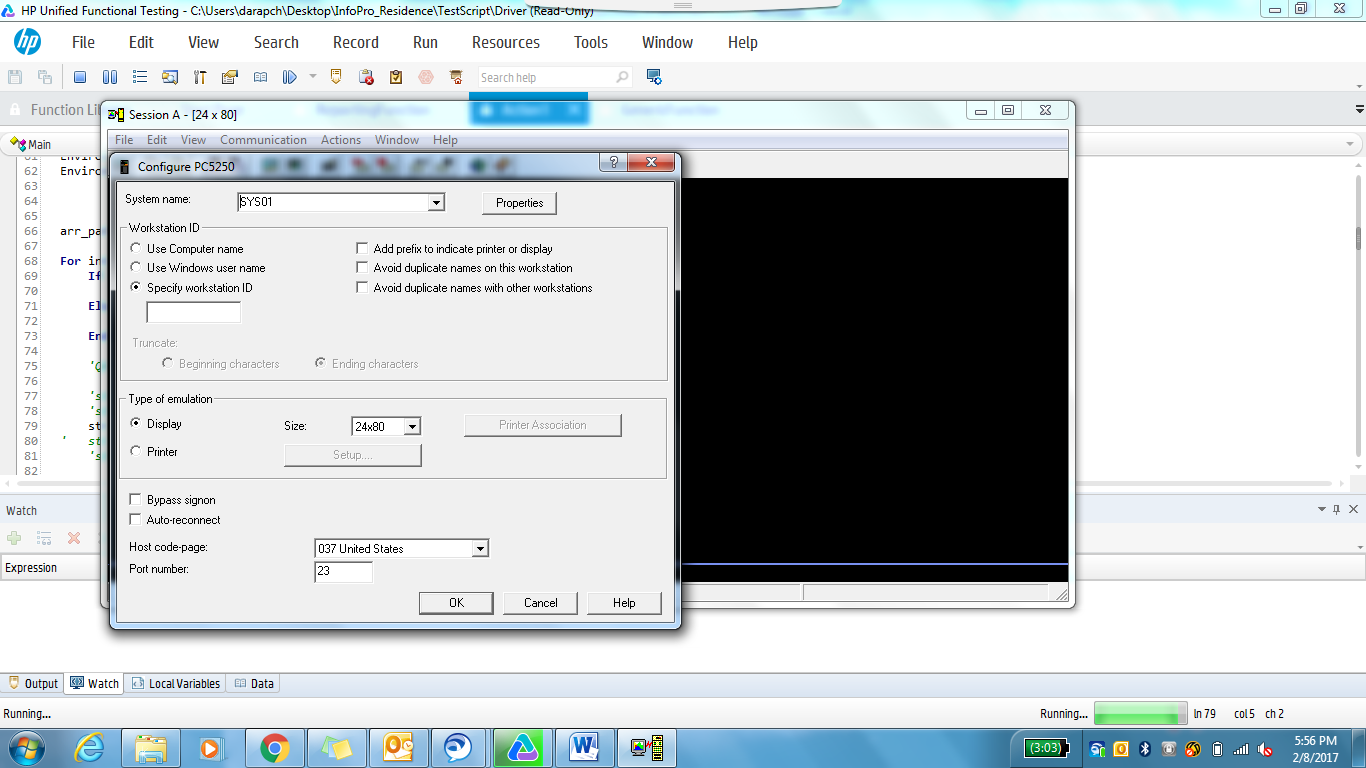 HP Unified Functional Testing - C:\Users\darapch\Desktop\InfoPro_Residence\TestScript\Driver (Read-Only)
hp File Edit View Search Record Run Resources Tools Window Help
Search help
Function Li
Main
Session A - [24 x 80]
File Edit View Communication Actions Window Help
Configure PC5250
System name: SYS01 Properties
Workstation ID
Use Computer name Add prefix to indicate printer or display
Use Windows user name Avoid duplicate names on this workstation
Specify workstation ID Avoid duplicate names with other workstations
Truncate:
Beginning characters Ending characters
Type of emulation
Display Size: 24x80 Printer Association
Printer Setup....
Bypass signon
Auto-reconnect
Host code-page: 037 United States
Port number: 23
OK Cancel Help
61 Enviro
62 Enviro
63
64
65
66 arr_pa
67
68 For in
69 If
70
71 El
72
73 En
74
75 'Q
76
77 's
78 's
79 st
80 ' st
81 's
82
Watch
Expression
Output Watch Local Variables Data
Running... Running... ln 79 col 5 ch 2
(3:03) 5:56 PM
2/8/2017